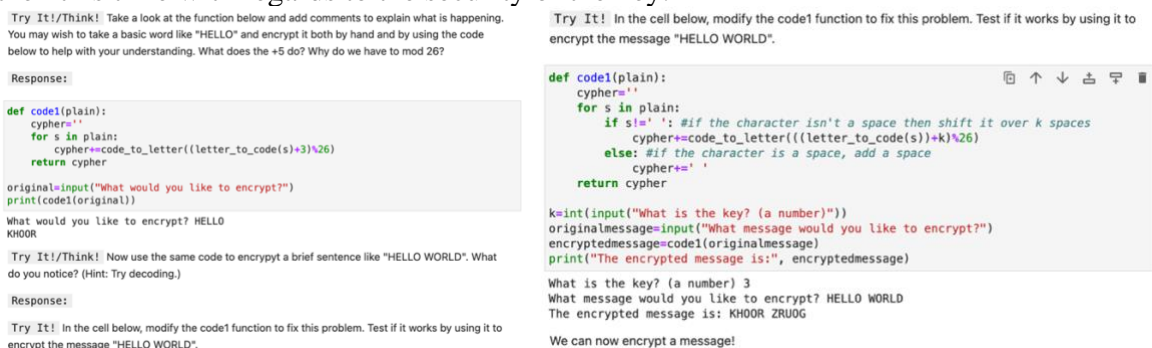 Try It!/Think! Take a look at the function below and add comments to explain what is happening.
You may wish to take a basic word like "HELLO" and encrypt it both by hand and by using the code
below to help with your understanding. What does the +5 do? Why do we have to mod 26?
Response:
def code1(plain):
    cypher=''
    for s in plain:
        cypher+=code_to_letter((letter_to_code(s)+3)%26)
    return cypher
original=input("What would you like to encrypt?")
print(code1(original))
What would you like to encrypt? HELLO
KHOOR
Try It!/Think! Now use the same code to encrypyt a brief sentence like "HELLO WORLD". What
do you notice? (Hint: Try decoding.)
Response:
Try It! In the cell below, modify the code1 function to fix this problem. Test if it works by using it to
encrypt the message "HELLO WORLD".
Try It! In the cell below, modify the code1 function to fix this problem. Test if it works by using it to
encrypt the message "HELLO WORLD".
def code1(plain):
    cypher=''
    for s in plain:
        if s!=' ': #if the character isn't a space then shift it over k spaces
            cypher+=code_to_letter(((letter_to_code(s))+k)%26)
        else: #if the character is a space, add a space
            cypher+=' '
    return cypher
k=int(input("What is the key? (a number)"))
originalmessage=input("What message would you like to encrypt?")
encryptedmessage=code1(originalmessage)
print("The encrypted message is:", encryptedmessage)
What is the key? (a number) 3
What message would you like to encrypt? HELLO WORLD
The encrypted message is: KHOOR ZRUOG
We can now encrypt a message!